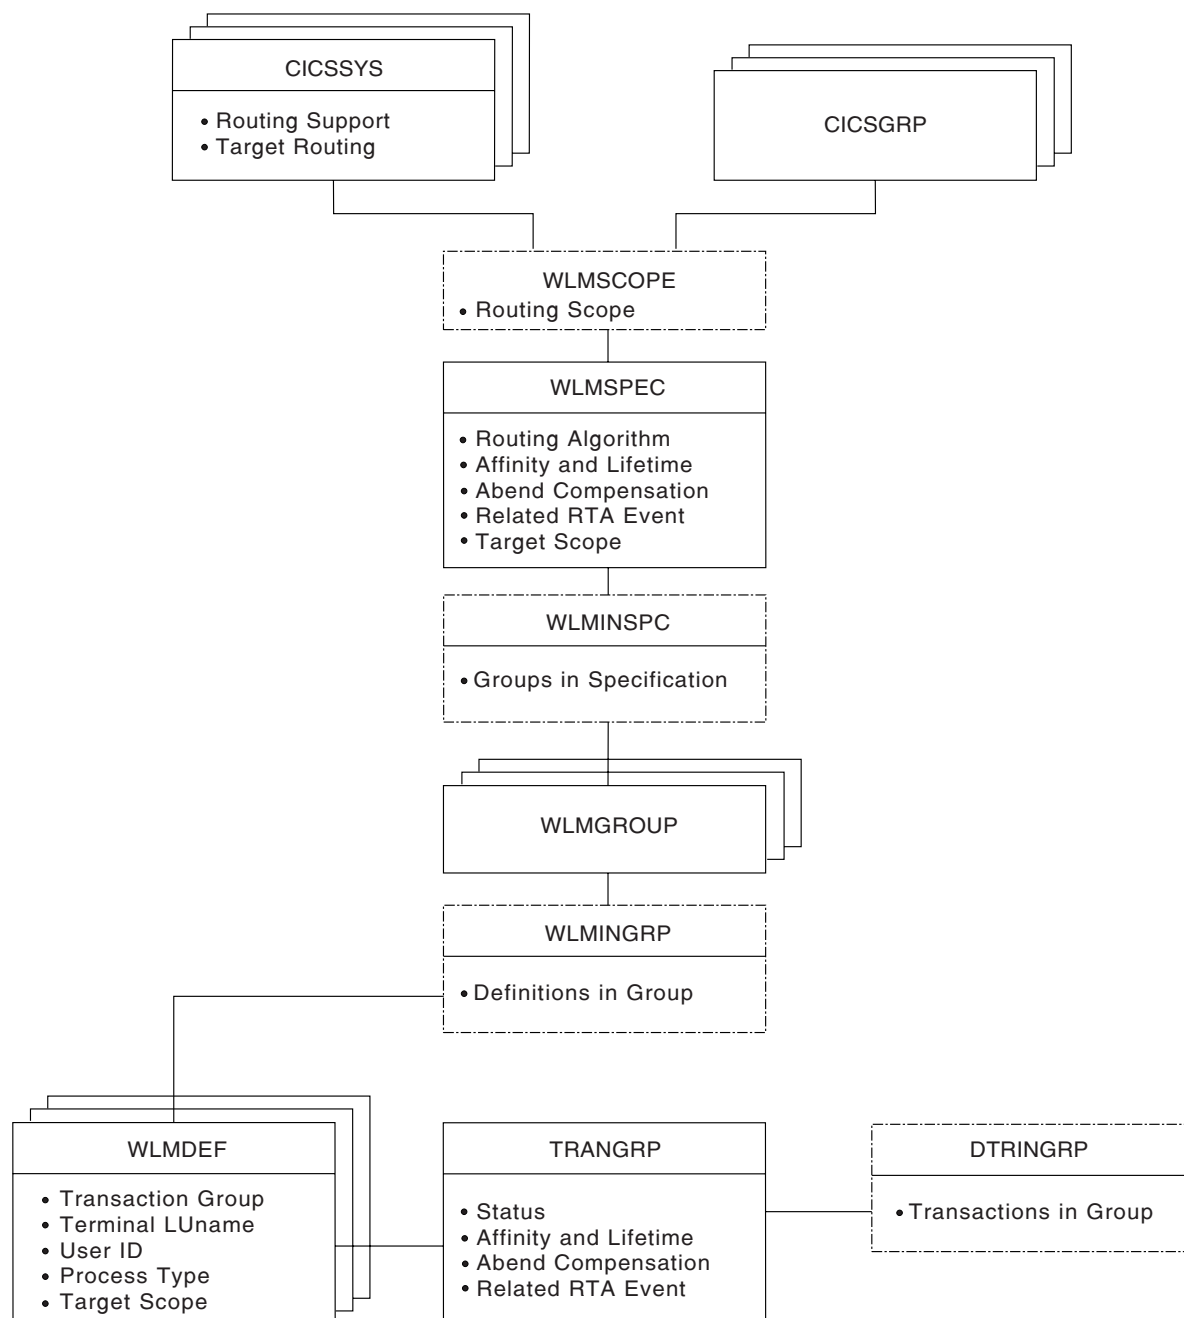 CICSSYS
• Routing Support
• Target Routing
CICSGRP
WLMSCOPE
• Routing Scope
WLMSPEC
• Routing Algorithm
• Affinity and Lifetime
• Abend Compensation
• Related RTA Event
• Target Scope
WLMINSPC
• Groups in Specification
WLMGROUP
WLMINGRP
• Definitions in Group
WLMDEF
• Transaction Group
• Terminal LUname
• User ID
• Process Type
• Target Scope
TRANGRP
• Status
• Affinity and Lifetime
• Abend Compensation
• Related RTA Event
DTRINGRP
• Transactions in Group